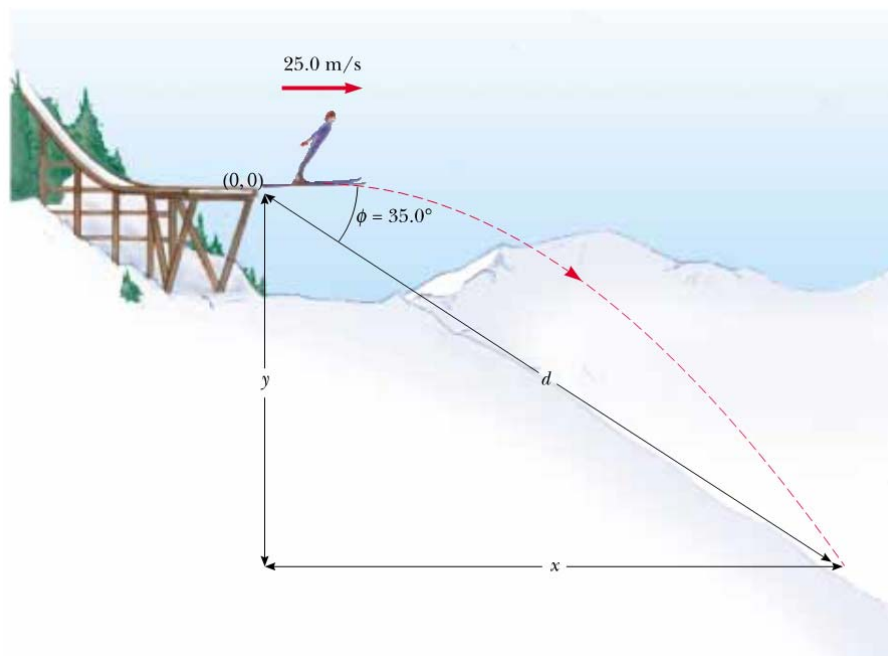 25.0 m/s
(0, 0)
ϕ = 35.0°
y
d
x